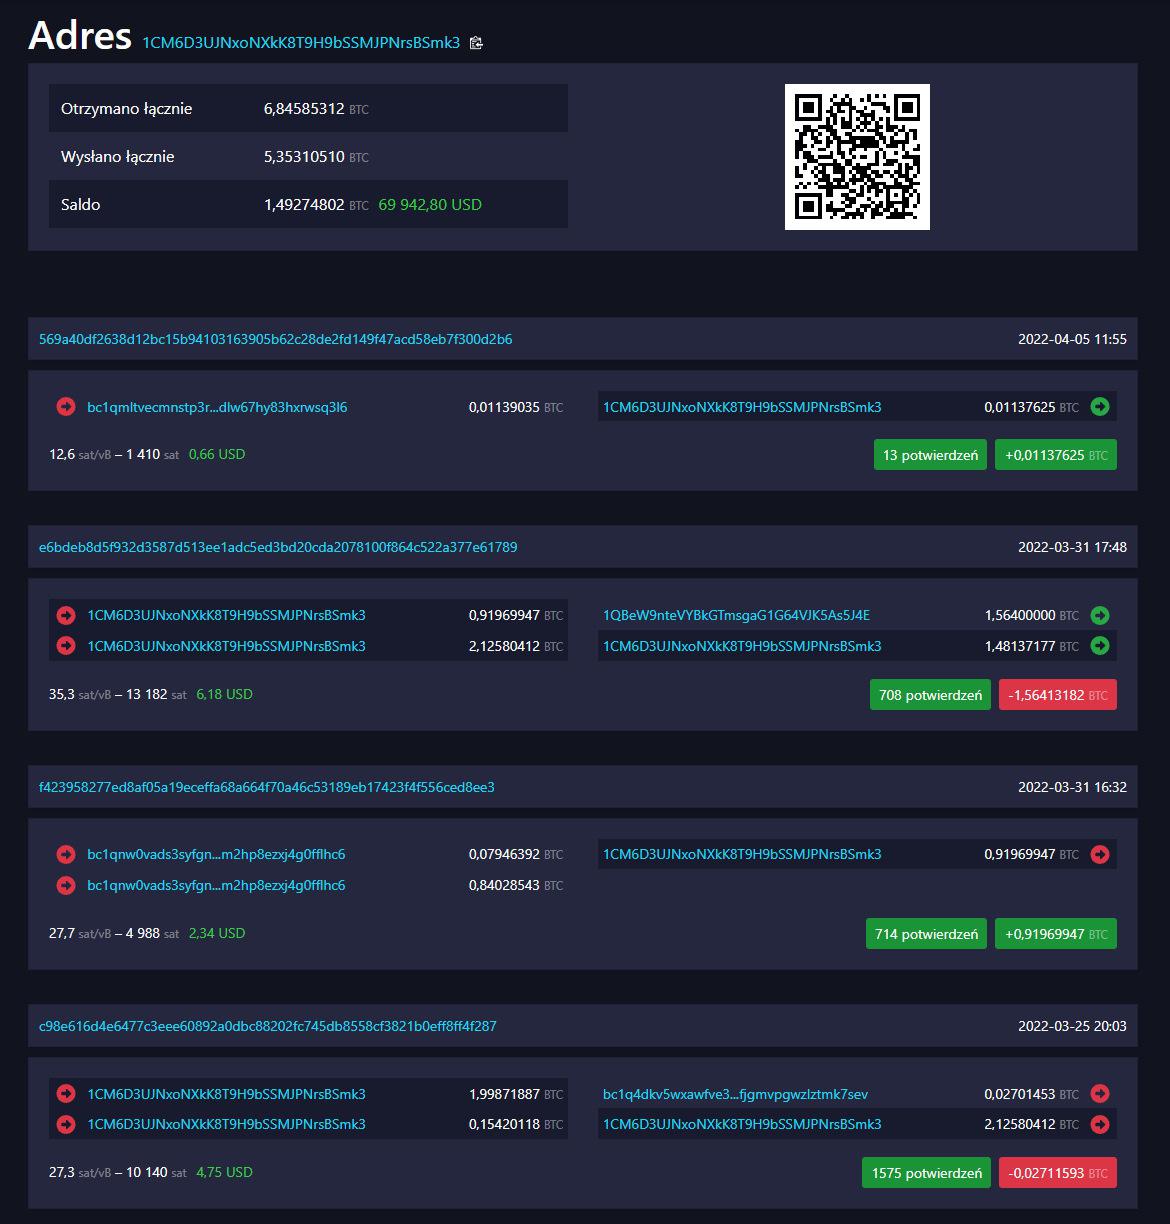 Adres 1CM6D3UJNxoNXkK8T9H9bSSMJPNrsBSmk3
Otrzymano łącznie 6,84585312 BTC
Wysłano łącznie 5,35310510 BTC
Saldo 1,49274802 BTC 69 942,80 USD
569a40df2638d12bc15b94103163905b62c28de2fd149f47acd58eb7f300d2b6 2022-04-05 11:55
bc1qmltvecmnstp3r...dlw67hy83hxrwsq3l6 0,01139035 BTC 1CM6D3UJNxoNXkK8T9H9bSSMJPNrsBSmk3 0,01137625 BTC
12,6 sat/vB – 1 410 sat 0,66 USD 13 potwierdzeń +0,01137625 BTC
e6bdeb8d5f932d3587d513ee1adc5ed3bd20cda2078100f864c522a377e61789 2022-03-31 17:48
1CM6D3UJNxoNXkK8T9H9bSSMJPNrsBSmk3 0,91969947 BTC 1QBeW9nteVYBkGTmsgaG1G64VJK5As5J4E 1,56400000 BTC
1CM6D3UJNxoNXkK8T9H9bSSMJPNrsBSmk3 2,12580412 BTC 1CM6D3UJNxoNXkK8T9H9bSSMJPNrsBSmk3 1,48137177 BTC
35,3 sat/vB – 13 182 sat 6,18 USD 708 potwierdzeń -1,56413182 BTC
f423958277ed8af05a19eceffa68a664f70a46c53189eb17423f4f556ced8ee3 2022-03-31 16:32
bc1qnw0vads3syfgn...m2hp8ezxj4g0fflhc6 0,07946392 BTC 1CM6D3UJNxoNXkK8T9H9bSSMJPNrsBSmk3 0,91969947 BTC
bc1qnw0vads3syfgn...m2hp8ezxj4g0fflhc6 0,84028543 BTC
27,7 sat/vB – 4 988 sat 2,34 USD 714 potwierdzeń +0,91969947 BTC
c98e616d4e6477c3eee60892a0dbc88202fc745db8558cf3821b0eff8ff4f287 2022-03-25 20:03
1CM6D3UJNxoNXkK8T9H9bSSMJPNrsBSmk3 1,99871887 BTC bc1q4dkv5wxawfve3...fjgmvpgwzlztmk7sev 0,02701453 BTC
1CM6D3UJNxoNXkK8T9H9bSSMJPNrsBSmk3 0,15420118 BTC 1CM6D3UJNxoNXkK8T9H9bSSMJPNrsBSmk3 2,12580412 BTC
27,3 sat/vB – 10 140 sat 4,75 USD 1575 potwierdzeń -0,02711593 BTC